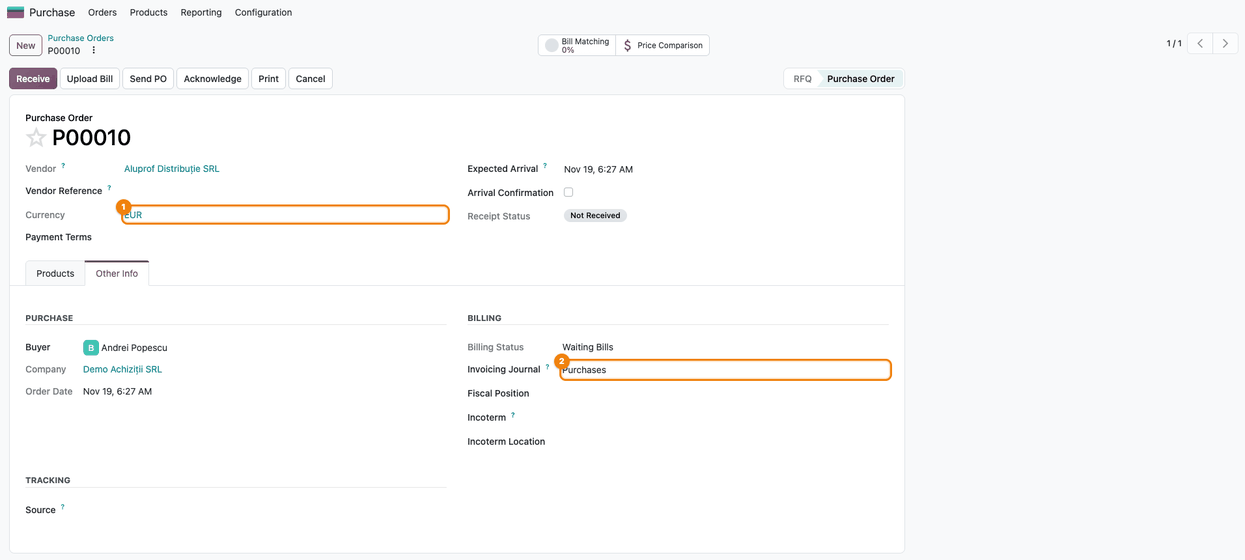 Purchase Orders Products Reporting Configuration
New Purchase Orders
P00010
Bill Matching
0%
$ Price Comparison
1 / 1
Receive Upload Bill Send PO Acknowledge Print Cancel
RFQ Purchase Order
Purchase Order
P00010
Vendor ? Aluprof Distribuție SRL
Expected Arrival ? Nov 19, 6:27 AM
Vendor Reference ?
Arrival Confirmation
1
Currency EUR
Receipt Status Not Received
Payment Terms
Products Other Info
PURCHASE
BILLING
Buyer B Andrei Popescu
Billing Status Waiting Bills
2
Company Demo Achiziții SRL
Invoicing Journal ? Purchases
Order Date Nov 19, 6:27 AM
Fiscal Position
Incoterm ?
Incoterm Location
TRACKING
Source ?